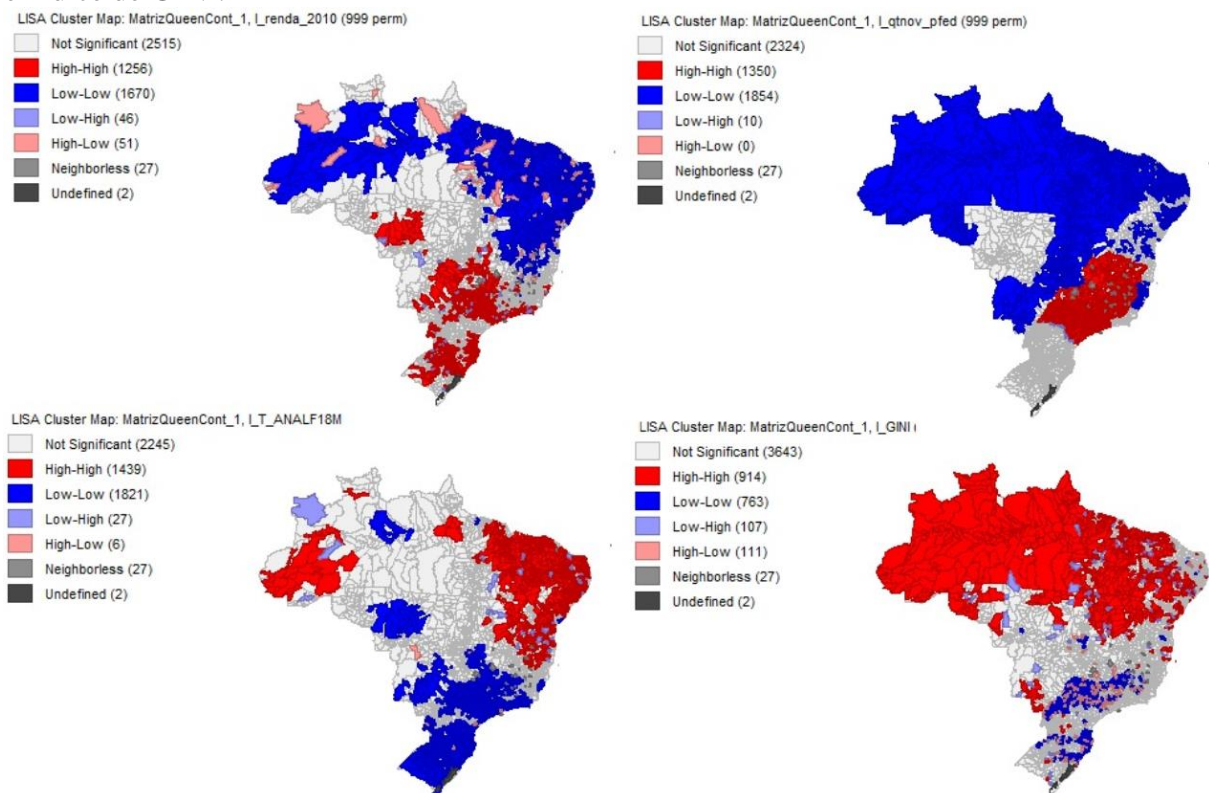 LISA Cluster Map: MatrizQueenCont_1, I_renda_2010 (999 perm)
Not Significant (2515)
High-High (1256)
Low-Low (1670)
Low-High (46)
High-Low (51)
Neighborless (27)
Undefined (2)
LISA Cluster Map: MatrizQueenCont_1, I_qtnov_pfed (999 perm)
Not Significant (2324)
High-High (1350)
Low-Low (1854)
Low-High (10)
High-Low (0)
Neighborless (27)
Undefined (2)
LISA Cluster Map: MatrizQueenCont_1, I_T_ANALF18M
Not Significant (2245)
High-High (1439)
Low-Low (1821)
Low-High (27)
High-Low (6)
Neighborless (27)
Undefined (2)
LISA Cluster Map: MatrizQueenCont_1, I_GINI (
Not Significant (3643)
High-High (914)
Low-Low (763)
Low-High (107)
High-Low (111)
Neighborless (27)
Undefined (2)